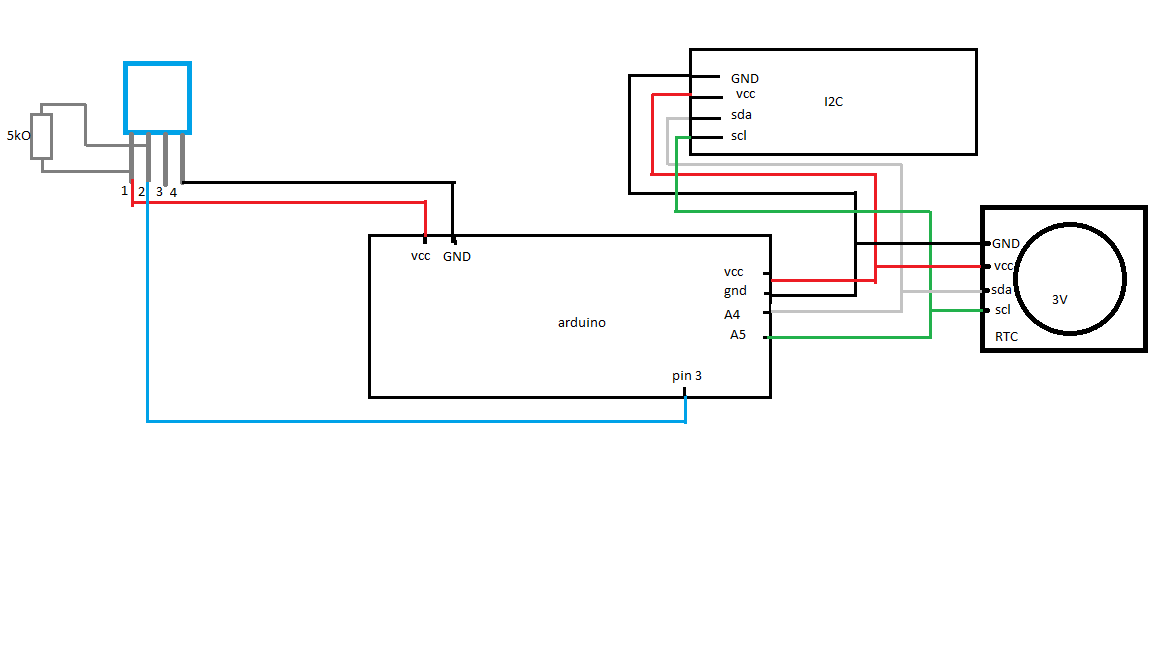 5kO
1 2 3 4
GND
vcc
sda
scl
I2C
vcc GND
vcc
gnd
A4
A5
arduino
pin 3
GND
vcc
sda
scl
3V
RTC